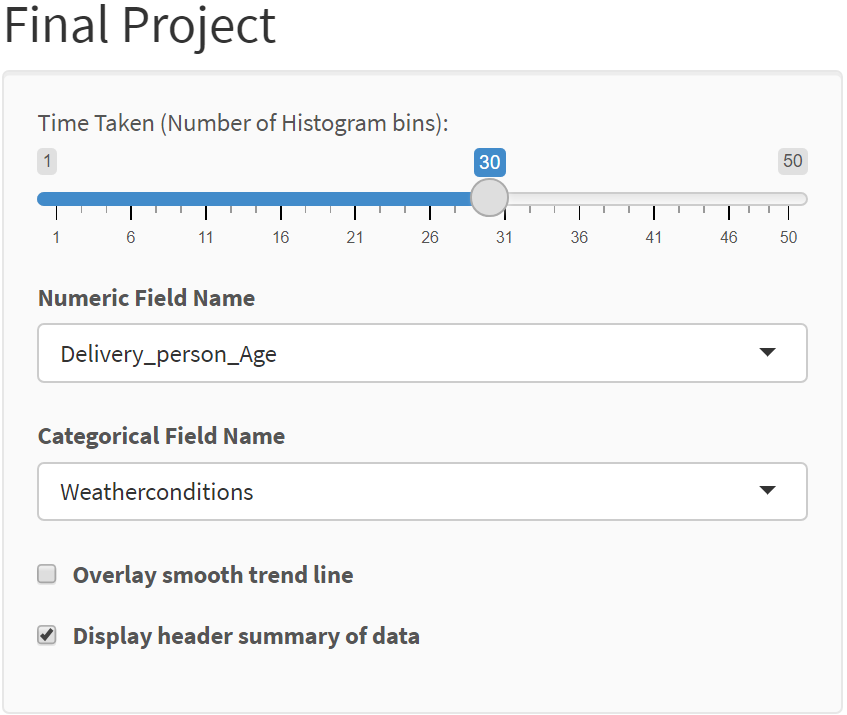 Final Project
Time Taken (Number of Histogram bins):
1 30 50
1 6 11 16 21 26 31 36 41 46 50
Numeric Field Name
Delivery_person_Age
Categorical Field Name
Weatherconditions
Overlay smooth trend line
Display header summary of data